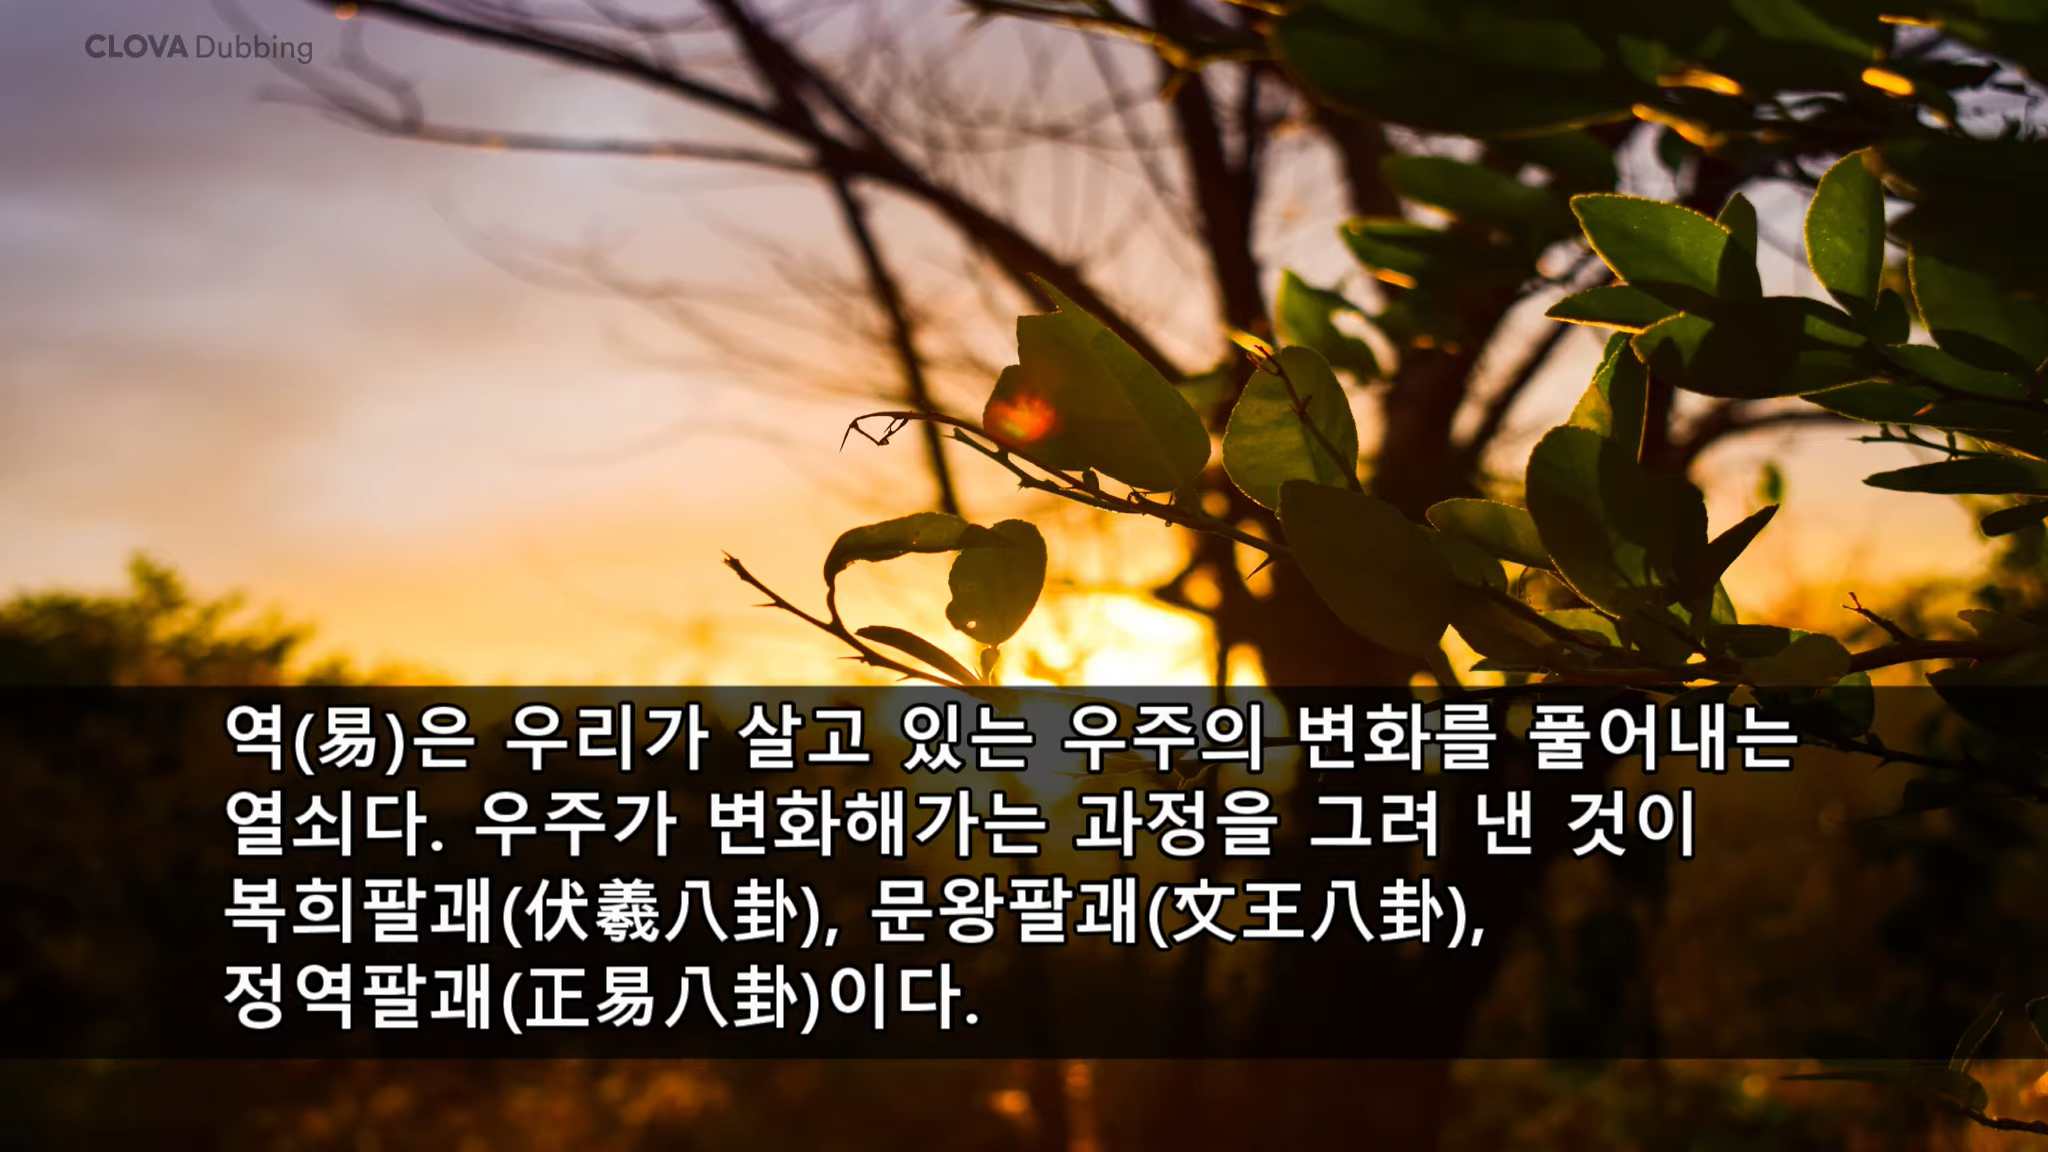 CLOVA Dubbing
역(易)은 우리가 살고 있는 우주의 변화를 풀어내는
열쇠다. 우주가 변화해가는 과정을 그려 낸 것이
복희팔괘(伏羲八卦), 문왕팔괘(文王八卦),
정역팔괘(正易八卦)이다.